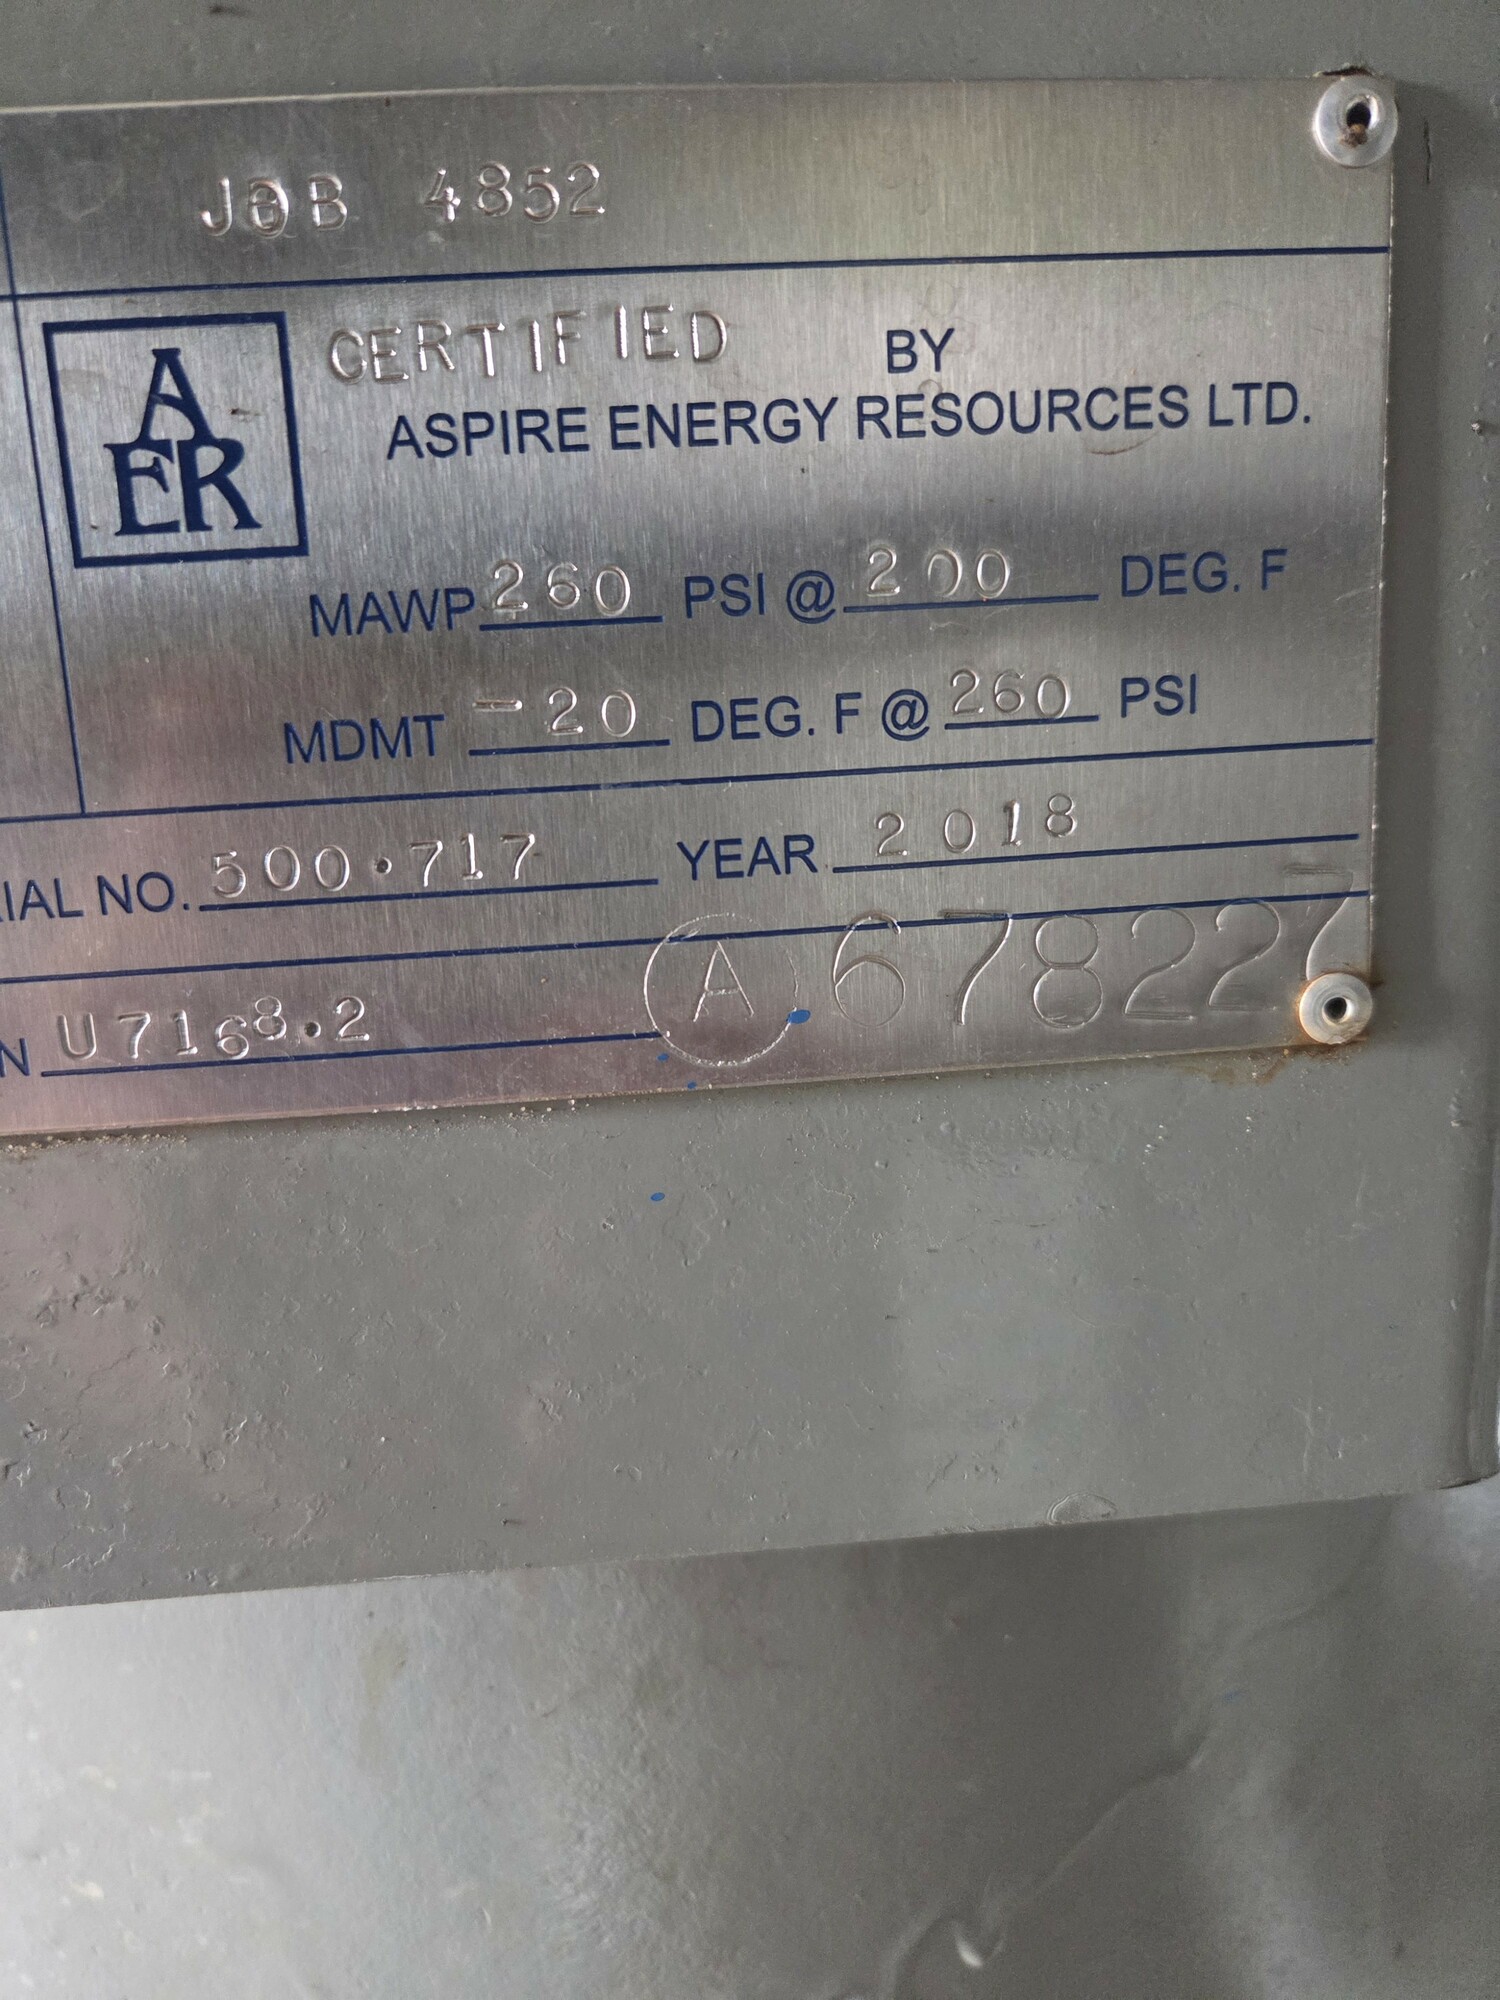 JOB 4852
A
ER
CERTIFIED BY
ASPIRE ENERGY RESOURCES LTD.
MAWP 260 PSI @ 200 DEG. F
MDMT -20 DEG. F @ 260 PSI
IAL NO. 500.717 YEAR 2018
N U7168.2
A 678227